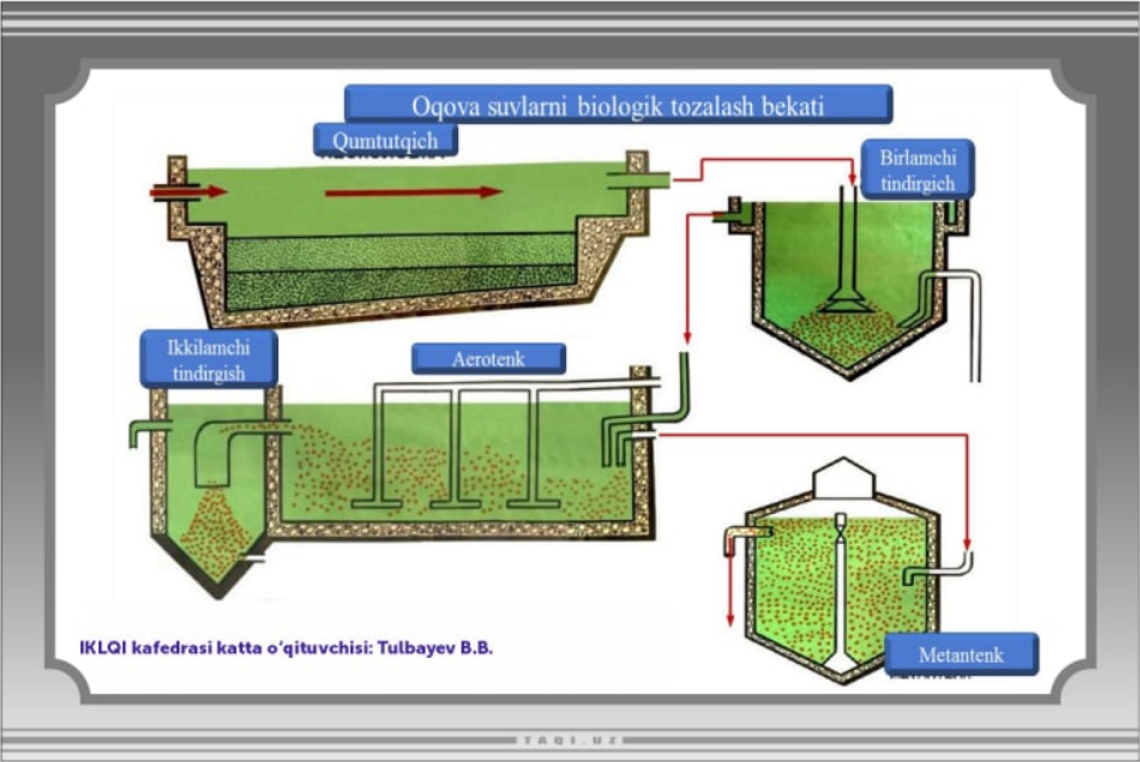 Oqova suvlarni biologik tozalash bekati
Qumtutqich
Birlamchi
tindirgich
Ikkilamchi
tindirgish
Aerotenk
Metantenk
IKLQI kafedrasi katta o‘qituvchisi: Tulbayev B.B.
TAQI.UZ